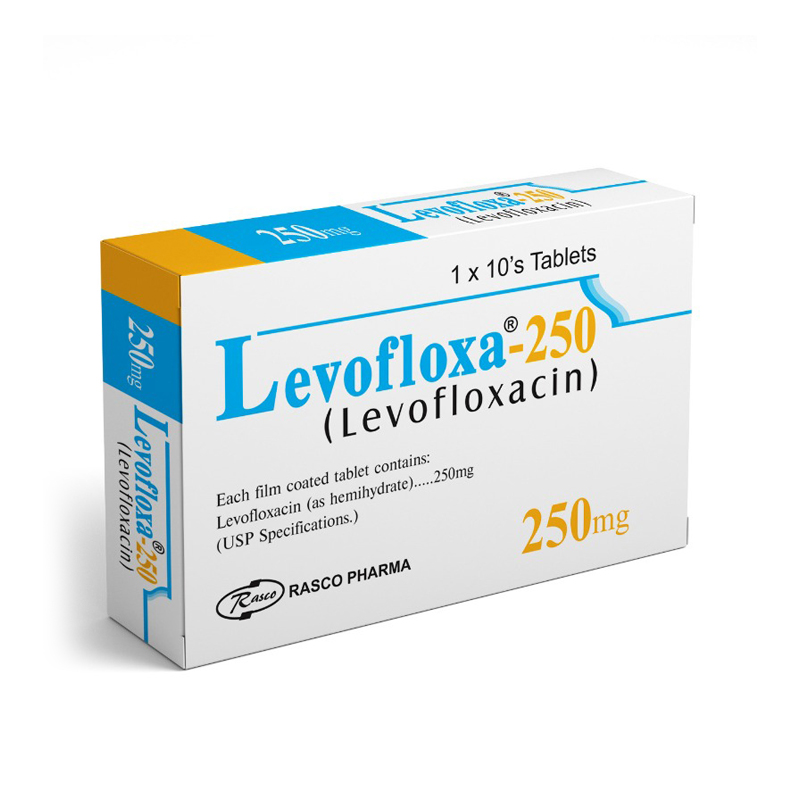 250mg
Levofloxa®-250
(Levofloxacin)
1 x 10's Tablets
Levofloxa®-250
(Levofloxacin)
Each film coated tablet contains:
Levofloxacin (as hemihydrate).....250mg
(USP Specifications.)
250mg
Rasco RASCO PHARMA
250mg
Levofloxa®-250
(Levofloxacin)